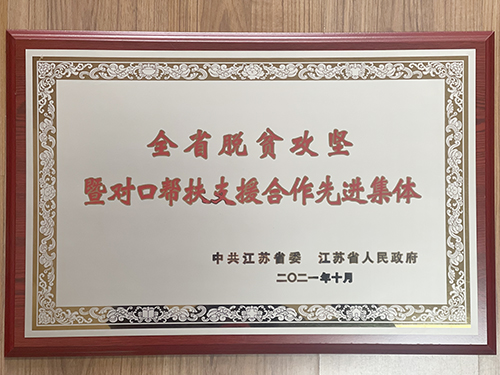 全省脱贫攻坚
暨对口帮扶支援合作先进集体
中共江苏省委　江苏省人民政府
二〇二一年十月